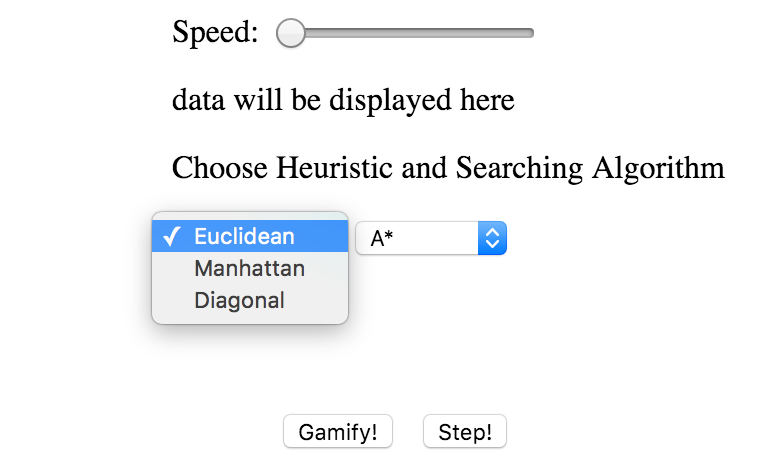 Speed:
data will be displayed here
Choose Heuristic and Searching Algorithm
✓ Euclidean A*
Manhattan
Diagonal
Gamify! Step!